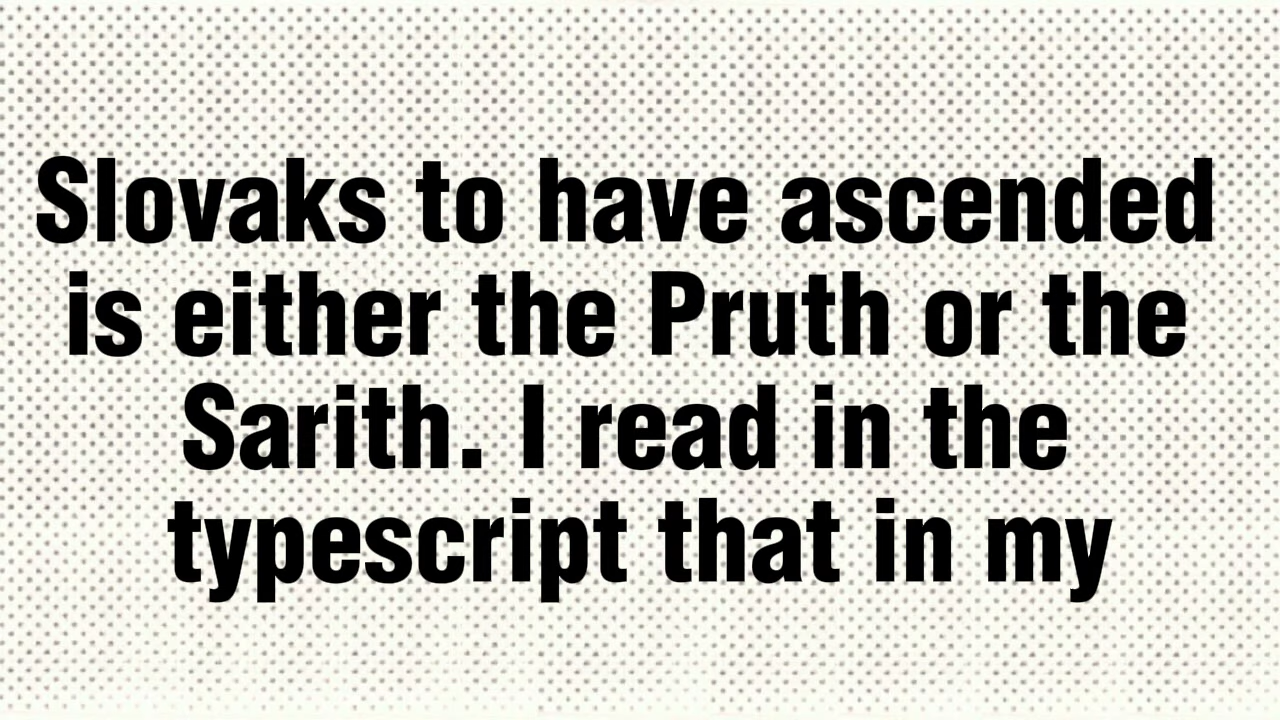 Slovaks to have ascended
is either the Pruth or the
Sarith. I read in the
typescript that in my